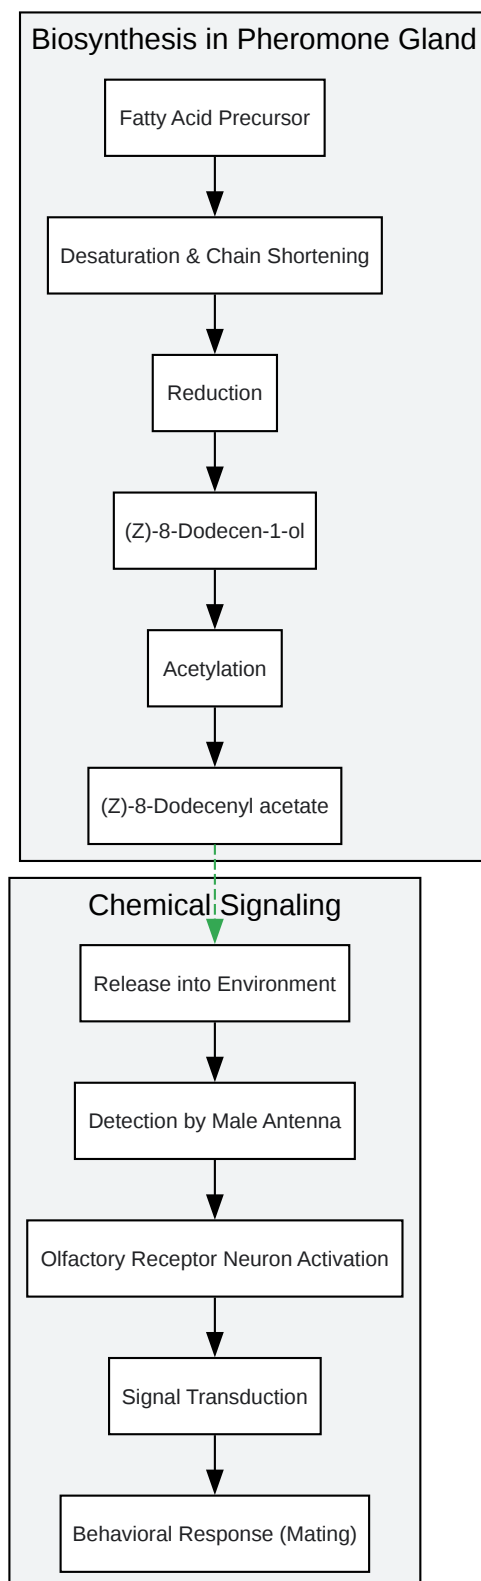 Biosynthesis in Pheromone Gland
Fatty Acid Precursor
Desaturation & Chain Shortening
Reduction
(Z)-8-Dodecen-1-ol
Acetylation
(Z)-8-Dodecenyl acetate
Chemical Signaling
Release into Environment
Detection by Male Antenna
Olfactory Receptor Neuron Activation
Signal Transduction
Behavioral Response (Mating)